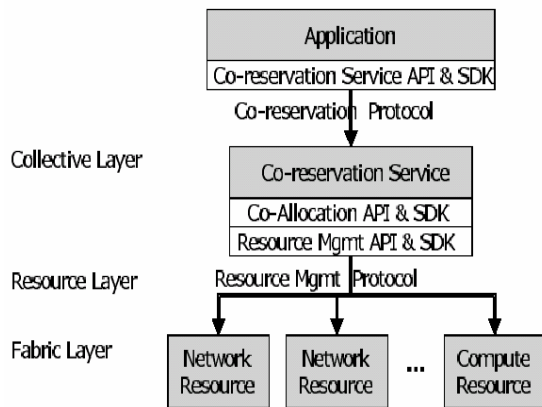 Application
Co-reservation Service API & SDK
Co-reservation Protocol
Collective Layer
Co-reservation Service
Co-Allocation API & SDK
Resource Mgmt API & SDK
Resource Layer
Resource Mgmt Protocol
Fabric Layer
Network
Resource
Network
Resource
...
Compute
Resource